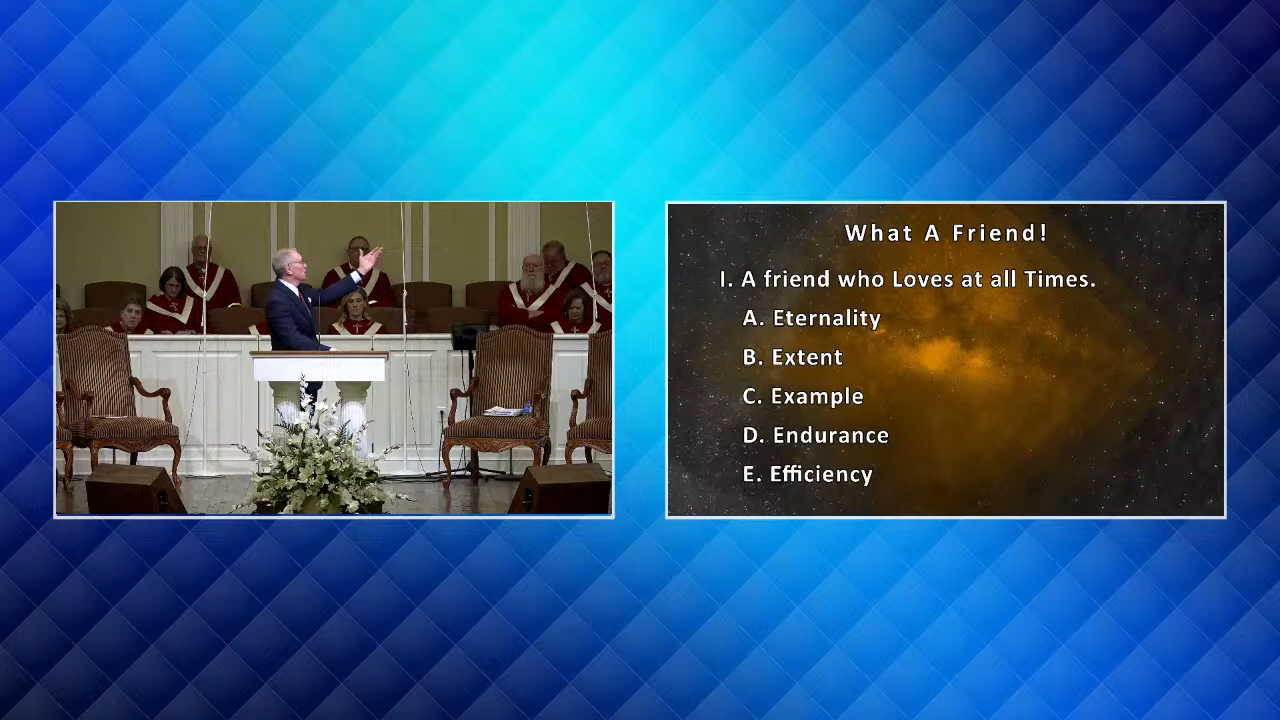 What A Friend!
I. A friend who Loves at all Times.
A. Eternality
B. Extent
C. Example
D. Endurance
E. Efficiency